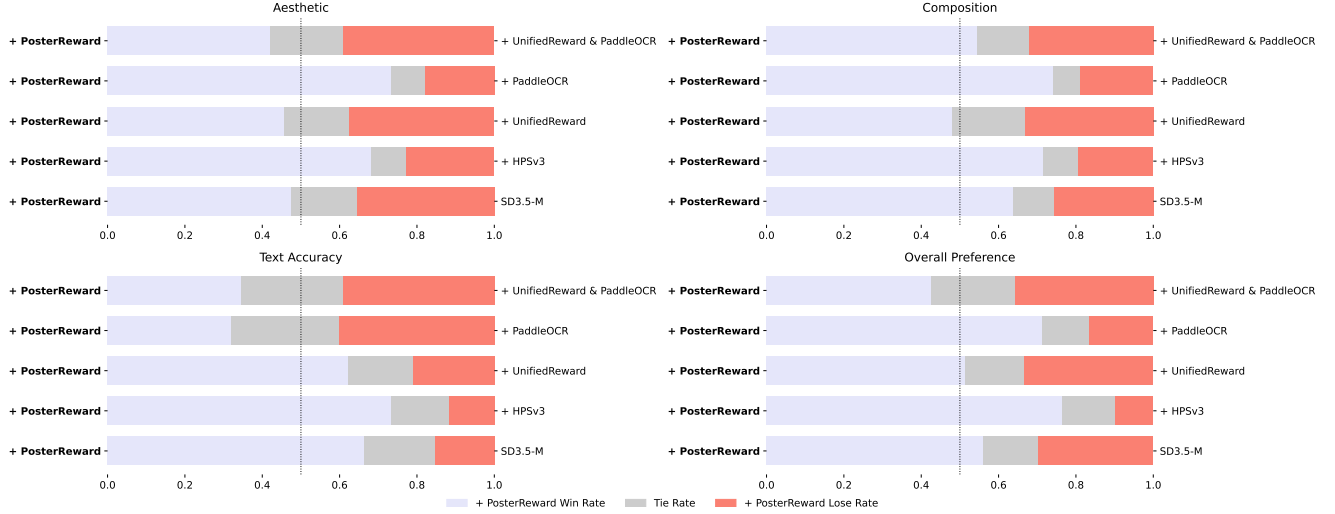 Aesthetic
+ PosterReward
+ UnifiedReward & PaddleOCR
+ PosterReward
+ PaddleOCR
+ PosterReward
+ UnifiedReward
+ PosterReward
+ HPSv3
+ PosterReward
SD3.5-M
0.0 0.2 0.4 0.6 0.8 1.0
Composition
+ PosterReward
+ UnifiedReward & PaddleOCR
+ PosterReward
+ PaddleOCR
+ PosterReward
+ UnifiedReward
+ PosterReward
+ HPSv3
+ PosterReward
SD3.5-M
0.0 0.2 0.4 0.6 0.8 1.0
Text Accuracy
+ PosterReward
+ UnifiedReward & PaddleOCR
+ PosterReward
+ PaddleOCR
+ PosterReward
+ UnifiedReward
+ PosterReward
+ HPSv3
+ PosterReward
SD3.5-M
0.0 0.2 0.4 0.6 0.8 1.0
Overall Preference
+ PosterReward
+ UnifiedReward & PaddleOCR
+ PosterReward
+ PaddleOCR
+ PosterReward
+ UnifiedReward
+ PosterReward
+ HPSv3
+ PosterReward
SD3.5-M
0.0 0.2 0.4 0.6 0.8 1.0
+ PosterReward Win Rate Tie Rate + PosterReward Lose Rate